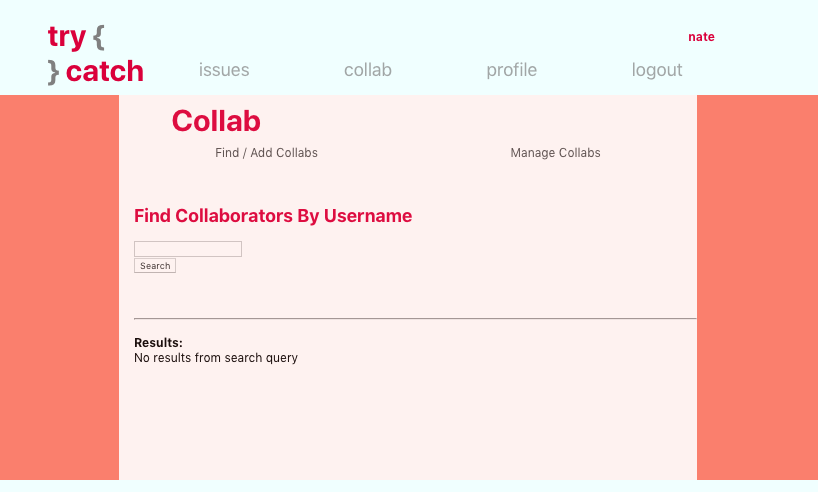 try {
} catch
nate
issues collab profile logout
Collab
Find / Add Collabs Manage Collabs
Find Collaborators By Username
Search
Results:
No results from search query